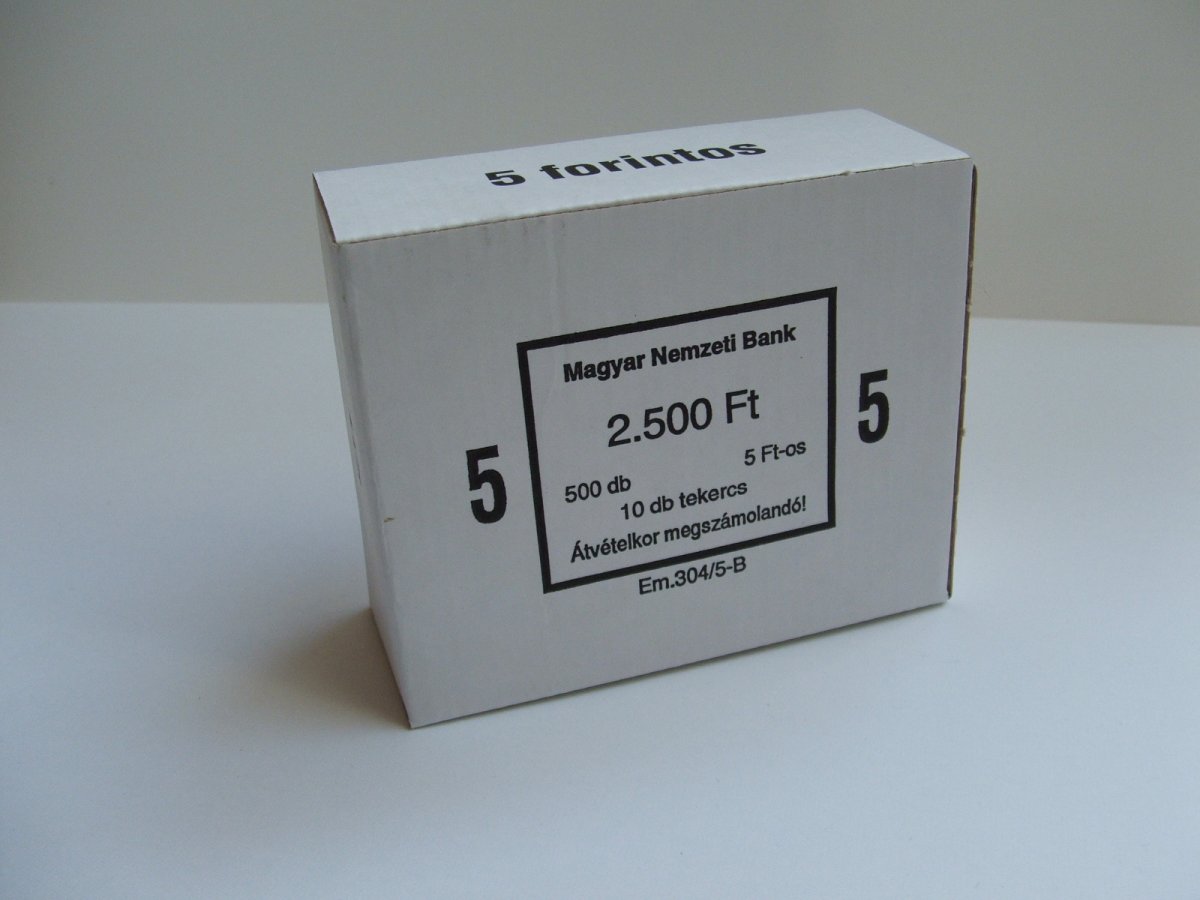 5 forintos
Magyar Nemzeti Bank
2.500 Ft
5 Ft-os
500 db
10 db tekercs
Átvételkor megszámolandó!
5
5
Em.304/5-B